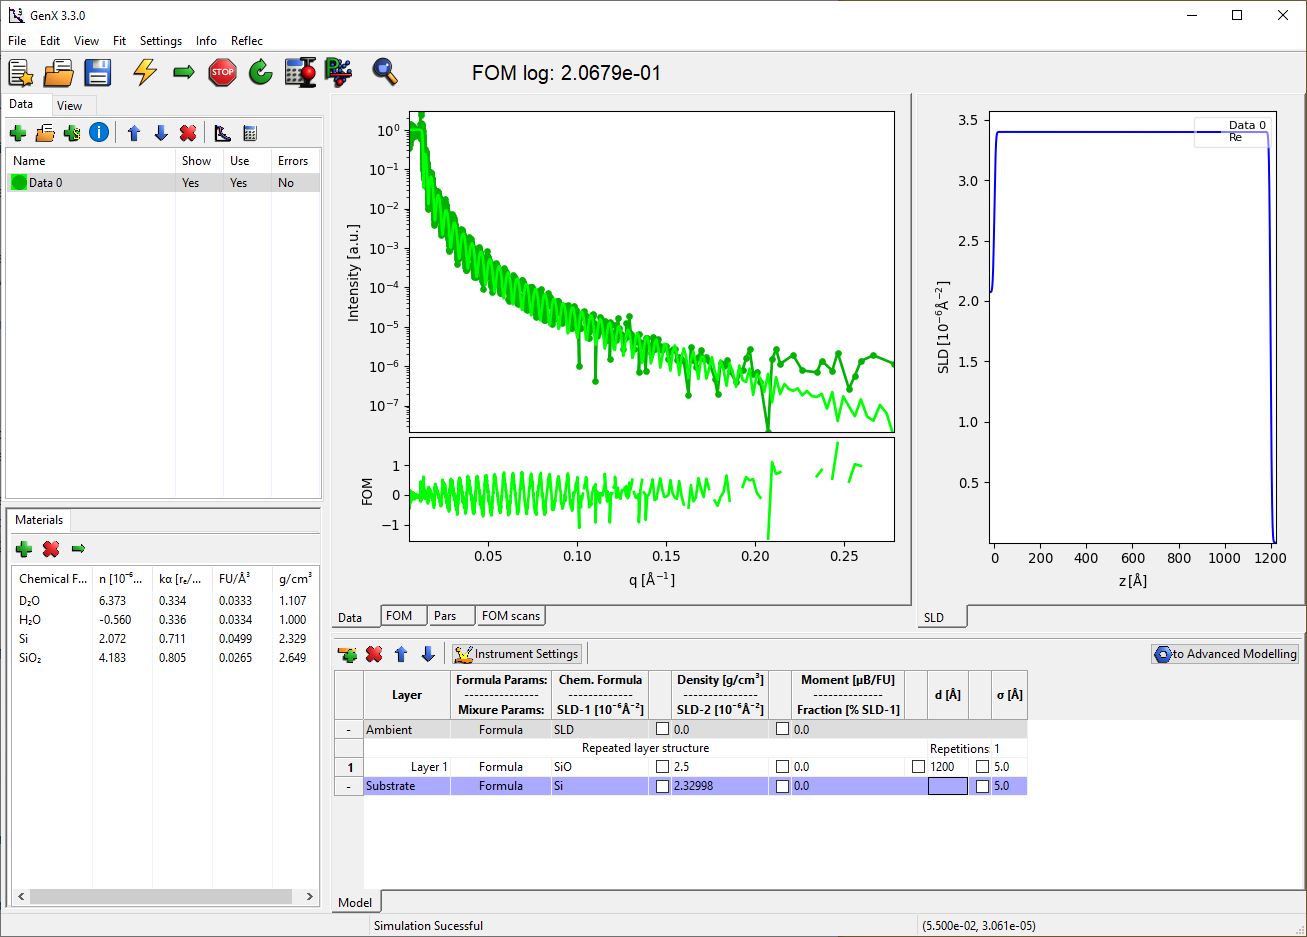 GenX 3.3.0
File Edit View Fit Settings Info Reflec
STOP
FOM log: 2.0679e-01
Data View
Name Show Use Errors
Data 0 Yes Yes No
Materials
Chemical F... n [10⁻⁶... kα [rₑ/... FU/Å³ g/cm³
D₂O 6.373 0.334 0.0333 1.107
H₂O -0.560 0.336 0.0334 1.000
Si 2.072 0.711 0.0499 2.329
SiO₂ 4.183 0.805 0.0265 2.649
Intensity [a.u.]
10⁰
10⁻¹
10⁻²
10⁻³
10⁻⁴
10⁻⁵
10⁻⁶
10⁻⁷
FOM
1
0
−1
0.05 0.10 0.15 0.20 0.25
q [Å⁻¹]
Data FOM Pars FOM scans
SLD [10⁻⁶Å⁻²]
3.5
3.0
2.5
2.0
1.5
1.0
0.5
Data 0
Re
0 200 400 600 800 1000 1200
z [Å]
SLD
Instrument Settings
to Advanced Modelling
Layer Formula Params: Chem. Formula Density [g/cm³] Moment [µB/FU] d [Å] σ [Å]
--------------- ------------- -------------- --------------
Mixure Params: SLD-1 [10⁻⁶Å⁻²] SLD-2 [10⁻⁶Å⁻²] Fraction [% SLD-1]
- Ambient Formula SLD 0.0 0.0
Repeated layer structure Repetitions: 1
1 Layer 1 Formula SiO 2.5 0.0 1200 5.0
- Substrate Formula Si 2.32998 0.0 5.0
Model
Simulation Sucessful (5.500e-02, 3.061e-05)